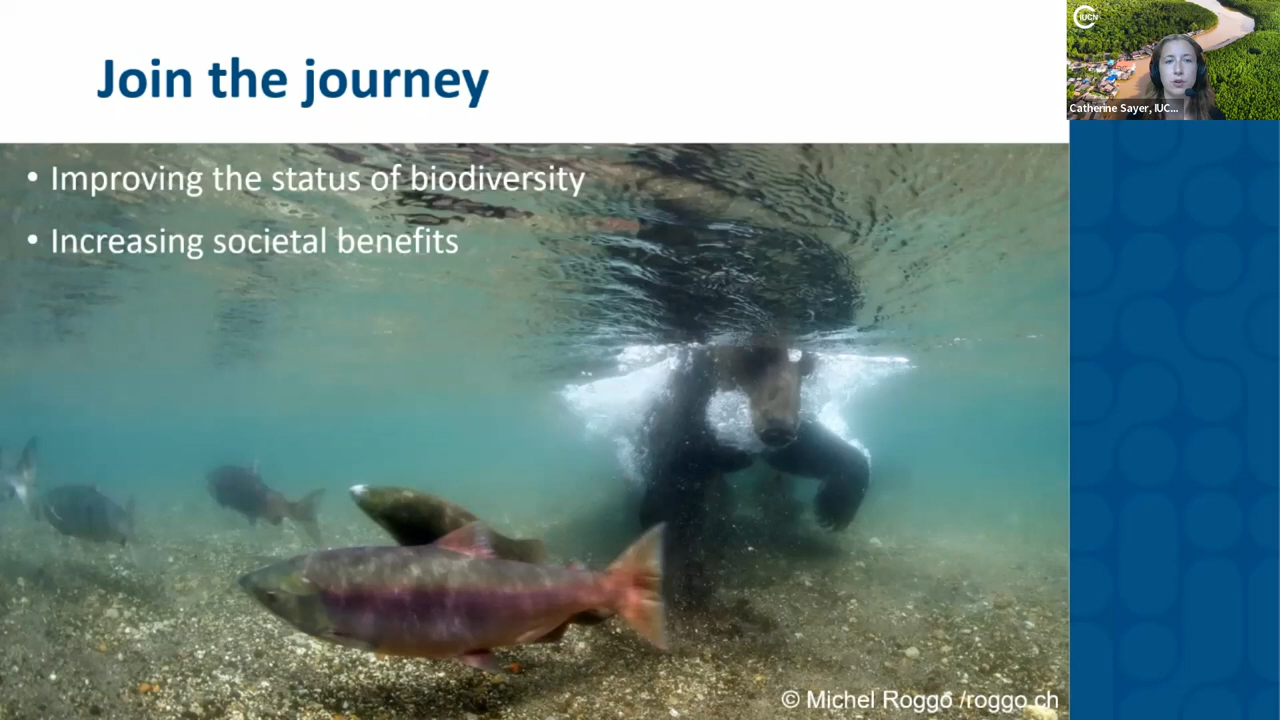 Join the journey
IUCN
Catherine Sayer, IUC...
• Improving the status of biodiversity
• Increasing societal benefits
© Michel Roggo /roggo.ch